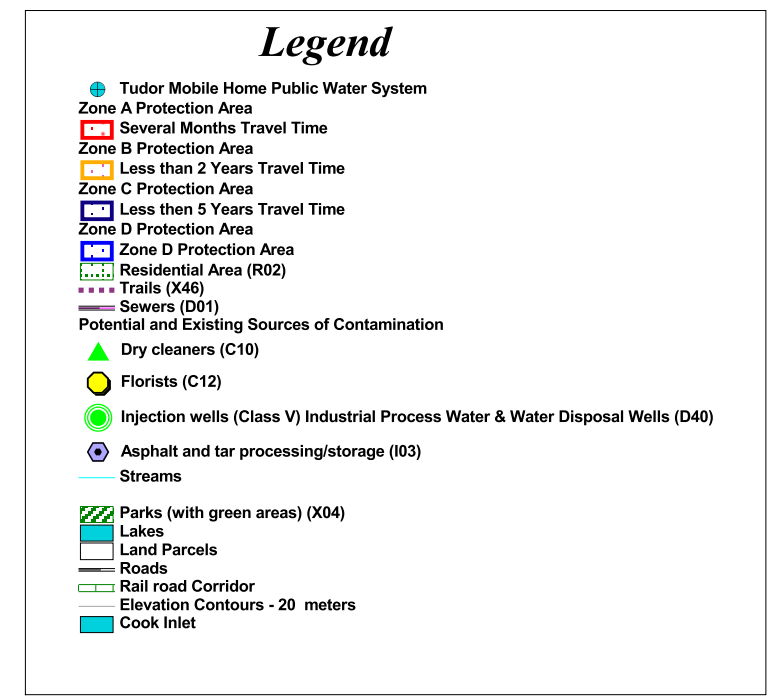 Legend
Tudor Mobile Home Public Water System
Zone A Protection Area
Several Months Travel Time
Zone B Protection Area
Less than 2 Years Travel Time
Zone C Protection Area
Less then 5 Years Travel Time
Zone D Protection Area
Zone D Protection Area
Residential Area (R02)
Trails (X46)
Sewers (D01)
Potential and Existing Sources of Contamination
Dry cleaners (C10)
Florists (C12)
Injection wells (Class V) Industrial Process Water & Water Disposal Wells (D40)
Asphalt and tar processing/storage (I03)
Streams
Parks (with green areas) (X04)
Lakes
Land Parcels
Roads
Rail road Corridor
Elevation Contours - 20 meters
Cook Inlet